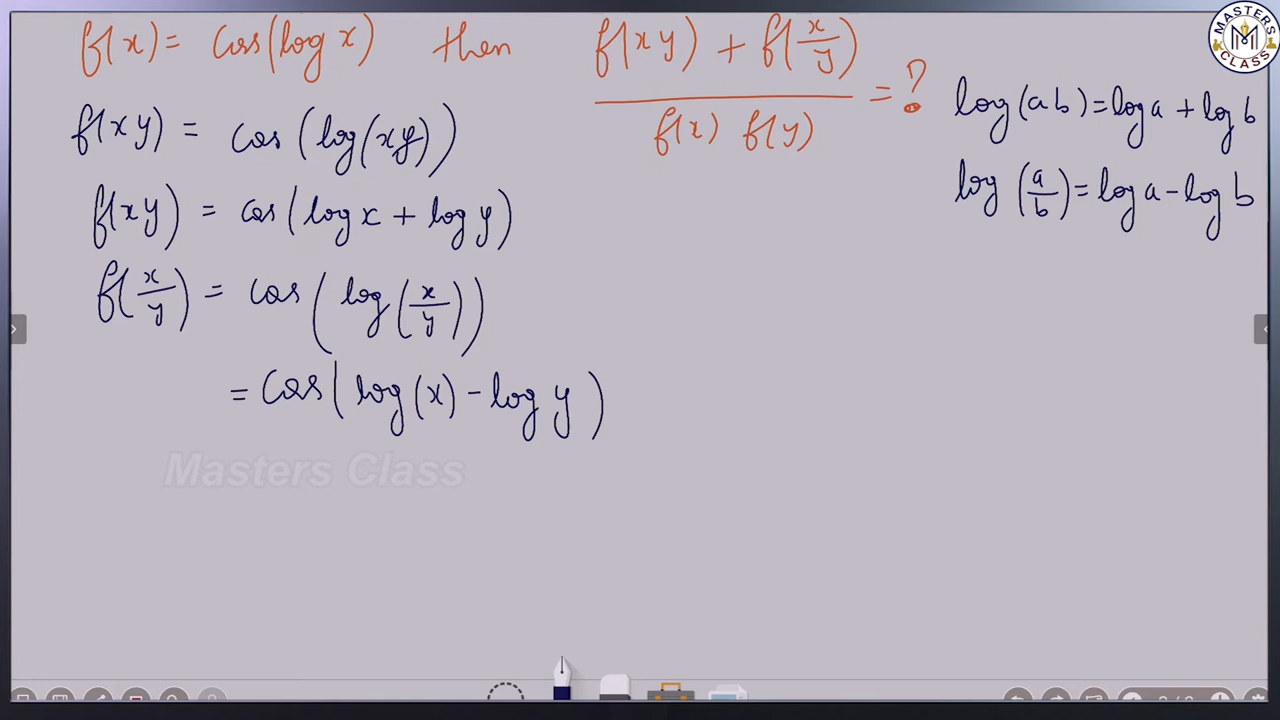 f(x) = cos(log x) then f(xy) + f(x/y) / f(x) f(y) = ?
f(xy) = cos(log(xy))
f(xy) = cos(log x + log y)
f(x/y) = cos(log(x/y))
= cos(log(x) - log y)
log(ab) = log a + log b
log(a/b) = log a - log b
Masters Class
MASTERS CLASS